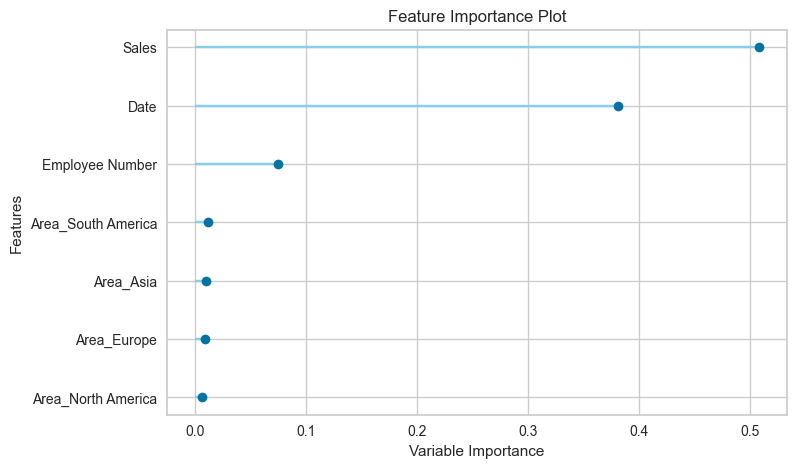 Feature Importance Plot
Sales
Date
Employee Number
Area_South America
Area_Asia
Area_Europe
Area_North America
Features
0.0 0.1 0.2 0.3 0.4 0.5
Variable Importance